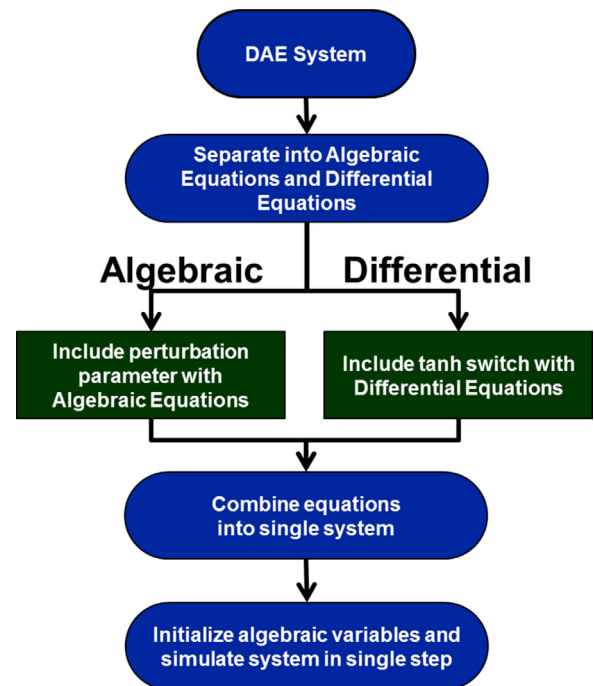 DAE System
Separate into Algebraic
Equations and Differential
Equations
Algebraic
Differential
Include perturbation
parameter with
Algebraic Equations
Include tanh switch with
Differential Equations
Combine equations
into single system
Initialize algebraic variables and
simulate system in single step